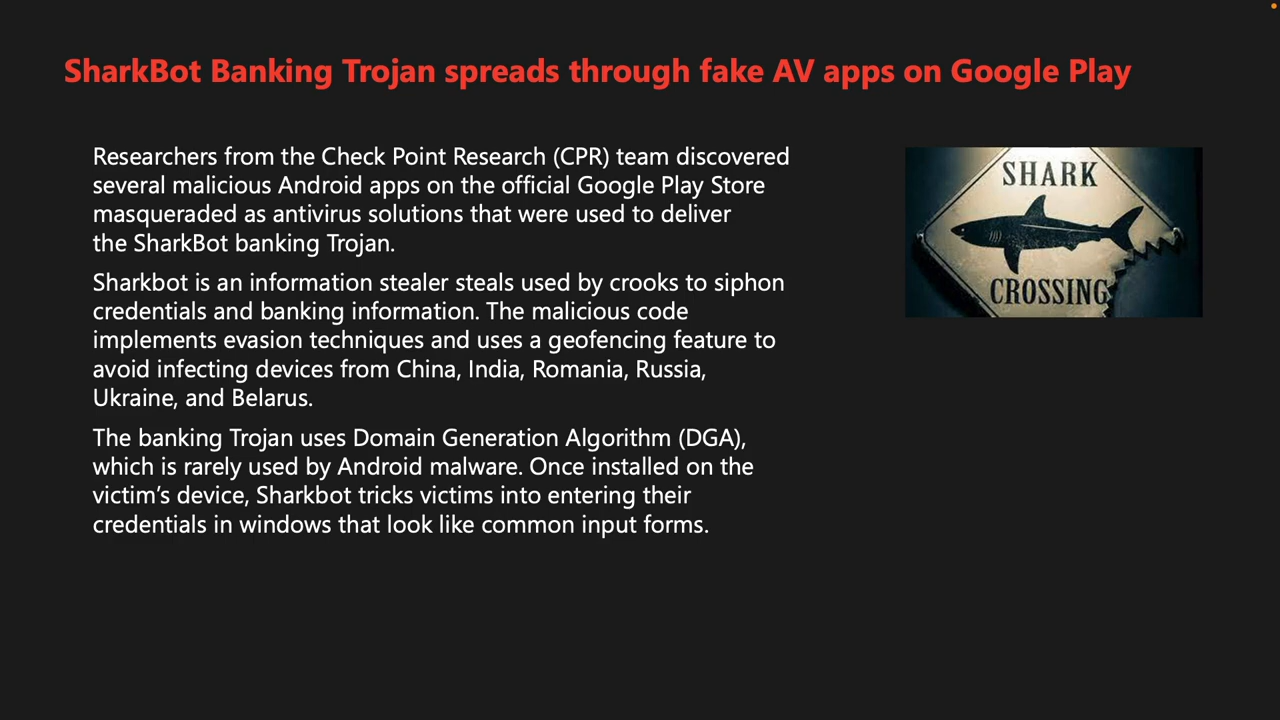 SharkBot Banking Trojan spreads through fake AV apps on Google Play
Researchers from the Check Point Research (CPR) team discovered
several malicious Android apps on the official Google Play Store
masqueraded as antivirus solutions that were used to deliver
the SharkBot banking Trojan.
Sharkbot is an information stealer steals used by crooks to siphon
credentials and banking information. The malicious code
implements evasion techniques and uses a geofencing feature to
avoid infecting devices from China, India, Romania, Russia,
Ukraine, and Belarus.
The banking Trojan uses Domain Generation Algorithm (DGA),
which is rarely used by Android malware. Once installed on the
victim’s device, Sharkbot tricks victims into entering their
credentials in windows that look like common input forms.
SHARK
CROSSING